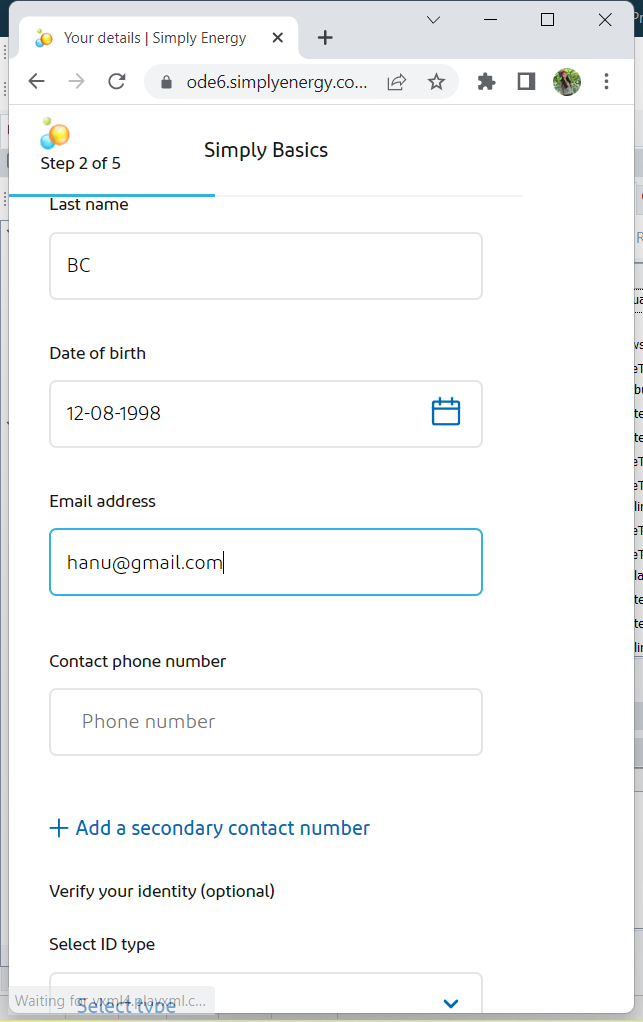 Your details | Simply Energy
ode6.simplyenergy.co...
Step 2 of 5
Simply Basics
Last name
BC
Date of birth
12-08-1998
Email address
hanu@gmail.com
Contact phone number
Phone number
+ Add a secondary contact number
Verify your identity (optional)
Select ID type
Select type
Waiting for vxml4.playxml.c...